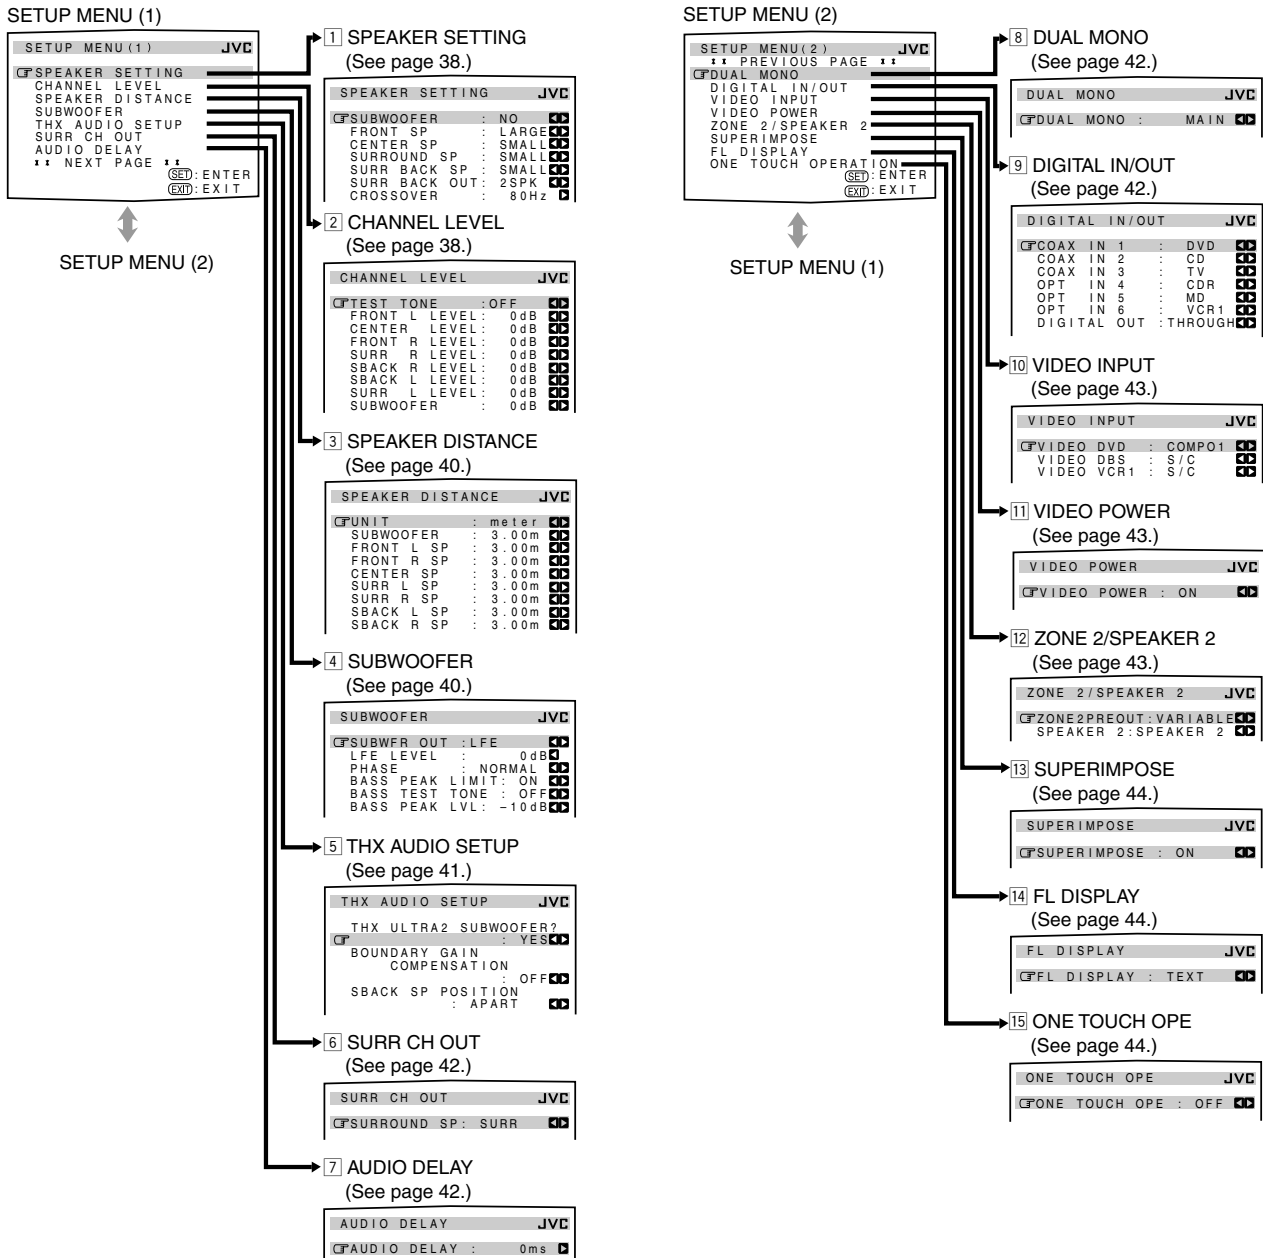 SETUP MENU (1)
SETUP MENU (1) JVC
SPEAKER SETTING
CHANNEL LEVEL
SPEAKER DISTANCE
SUBWOOFER
THX AUDIO SETUP
SURR CH OUT
AUDIO DELAY
** NEXT PAGE **
SET : ENTER
EXIT : EXIT
SETUP MENU (2)
1 SPEAKER SETTING
(See page 38.)
SPEAKER SETTING JVC
SUBWOOFER : NO
FRONT SP : LARGE
CENTER SP : SMALL
SURROUND SP : SMALL
SURR BACK SP : SMALL
SURR BACK OUT: 2SPK
CROSSOVER : 80Hz
2 CHANNEL LEVEL
(See page 38.)
CHANNEL LEVEL JVC
TEST TONE :OFF
FRONT L LEVEL: 0dB
CENTER LEVEL: 0dB
FRONT R LEVEL: 0dB
SURR R LEVEL: 0dB
SBACK R LEVEL: 0dB
SBACK L LEVEL: 0dB
SURR L LEVEL: 0dB
SUBWOOFER : 0dB
3 SPEAKER DISTANCE
(See page 40.)
SPEAKER DISTANCE JVC
UNIT : meter
SUBWOOFER : 3.00m
FRONT L SP : 3.00m
FRONT R SP : 3.00m
CENTER SP : 3.00m
SURR L SP : 3.00m
SURR R SP : 3.00m
SBACK L SP : 3.00m
SBACK R SP : 3.00m
4 SUBWOOFER
(See page 40.)
SUBWOOFER JVC
SUBWFR OUT :LFE
LFE LEVEL : 0dB
PHASE : NORMAL
BASS PEAK LIMIT: ON
BASS TEST TONE : OFF
BASS PEAK LVL: -10dB
5 THX AUDIO SETUP
(See page 41.)
THX AUDIO SETUP JVC
THX ULTRA2 SUBWOOFER?
: YES
BOUNDARY GAIN
COMPENSATION
: OFF
SBACK SP POSITION
: APART
6 SURR CH OUT
(See page 42.)
SURR CH OUT JVC
SURROUND SP: SURR
7 AUDIO DELAY
(See page 42.)
AUDIO DELAY JVC
AUDIO DELAY : 0ms
SETUP MENU (2)
SETUP MENU(2) JVC
** PREVIOUS PAGE **
DUAL MONO
DIGITAL IN/OUT
VIDEO INPUT
VIDEO POWER
ZONE 2/SPEAKER 2
SUPERIMPOSE
FL DISPLAY
ONE TOUCH OPERATION
SET : ENTER
EXIT : EXIT
SETUP MENU (1)
8 DUAL MONO
(See page 42.)
DUAL MONO JVC
DUAL MONO : MAIN
9 DIGITAL IN/OUT
(See page 42.)
DIGITAL IN/OUT JVC
COAX IN 1 : DVD
COAX IN 2 : CD
COAX IN 3 : TV
OPT IN 4 : CDR
OPT IN 5 : MD
OPT IN 6 : VCR1
DIGITAL OUT :THROUGH
10 VIDEO INPUT
(See page 43.)
VIDEO INPUT JVC
VIDEO DVD : COMPO1
VIDEO DBS : S/C
VIDEO VCR1 : S/C
11 VIDEO POWER
(See page 43.)
VIDEO POWER JVC
VIDEO POWER : ON
12 ZONE 2/SPEAKER 2
(See page 43.)
ZONE 2/SPEAKER 2 JVC
ZONE2PREOUT:VARIABLE
SPEAKER 2:SPEAKER 2
13 SUPERIMPOSE
(See page 44.)
SUPERIMPOSE JVC
SUPERIMPOSE : ON
14 FL DISPLAY
(See page 44.)
FL DISPLAY JVC
FL DISPLAY : TEXT
15 ONE TOUCH OPE
(See page 44.)
ONE TOUCH OPE JVC
ONE TOUCH OPE : OFF